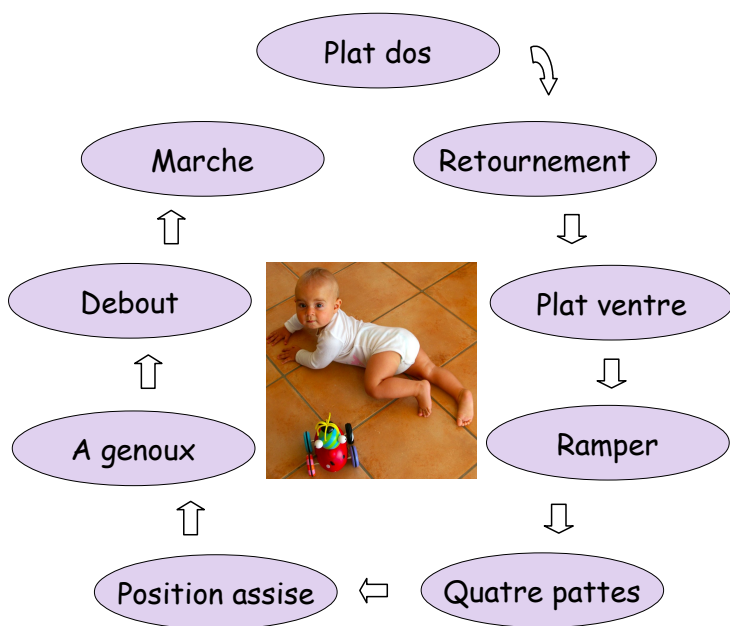 Plat dos
Retournement
Plat ventre
Ramper
Quatre pattes
Position assise
A genoux
Debout
Marche